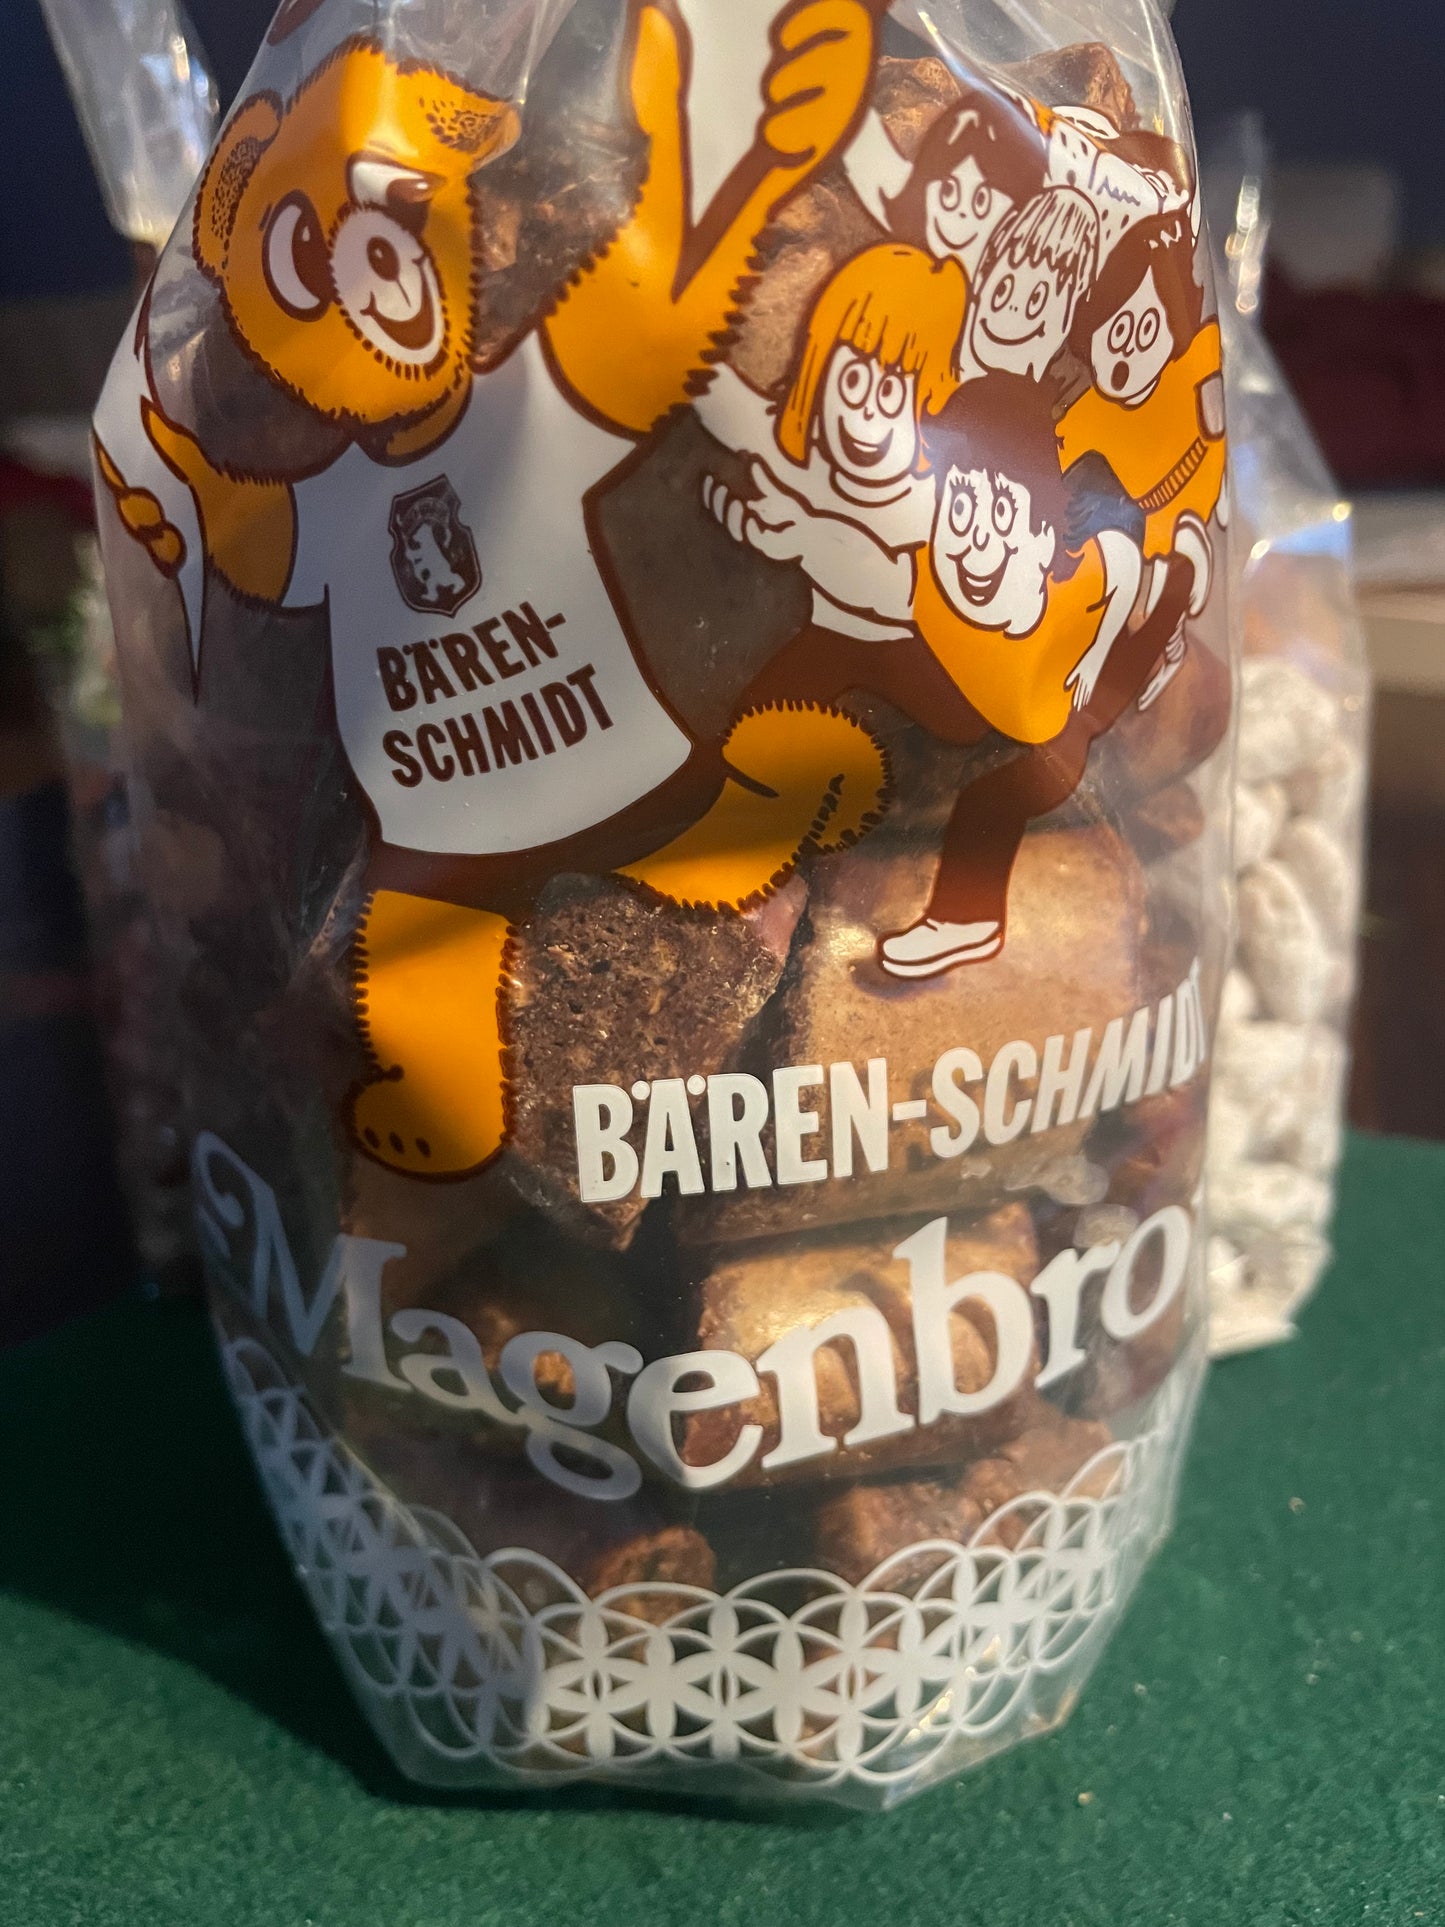 BÄREN-
SCHMIDT
BÄREN-SCHMIDT
Magenbro